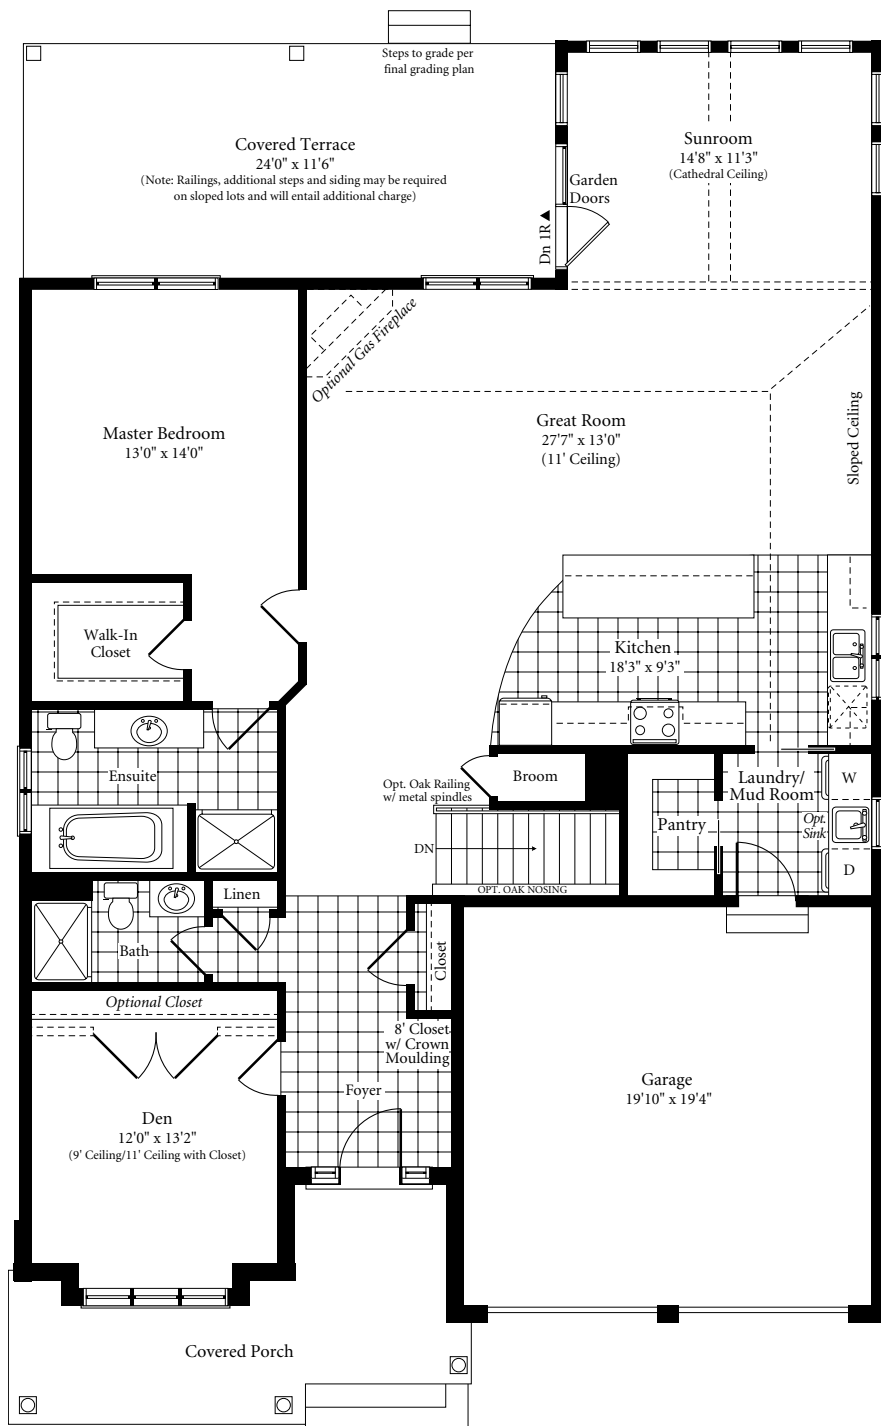 Steps to grade per
final grading plan
Covered Terrace
24'0" x 11'6"
(Note: Railings, additional steps and siding may be required
on sloped lots and will entail additional charge)
Sunroom
14'8" x 11'3"
(Cathedral Ceiling)
Garden
Doors
Dn 1R
Optional Gas Fireplace
Master Bedroom
13'0" x 14'0"
Great Room
27'7" x 13'0"
(11' Ceiling)
Sloped Ceiling
Walk-In
Closet
Kitchen
18'3" x 9'3"
Ensuite
Opt. Oak Railing
w/ metal spindles
Broom
Laundry/
Mud Room
W
Pantry
Opt.
Sink
DN
D
OPT. OAK NOSING
Linen
Bath
Closet
Optional Closet
8' Closet
w/ Crown
Moulding
Foyer
Garage
19'10" x 19'4"
Den
12'0" x 13'2"
(9' Ceiling/11' Ceiling with Closet)
Covered Porch